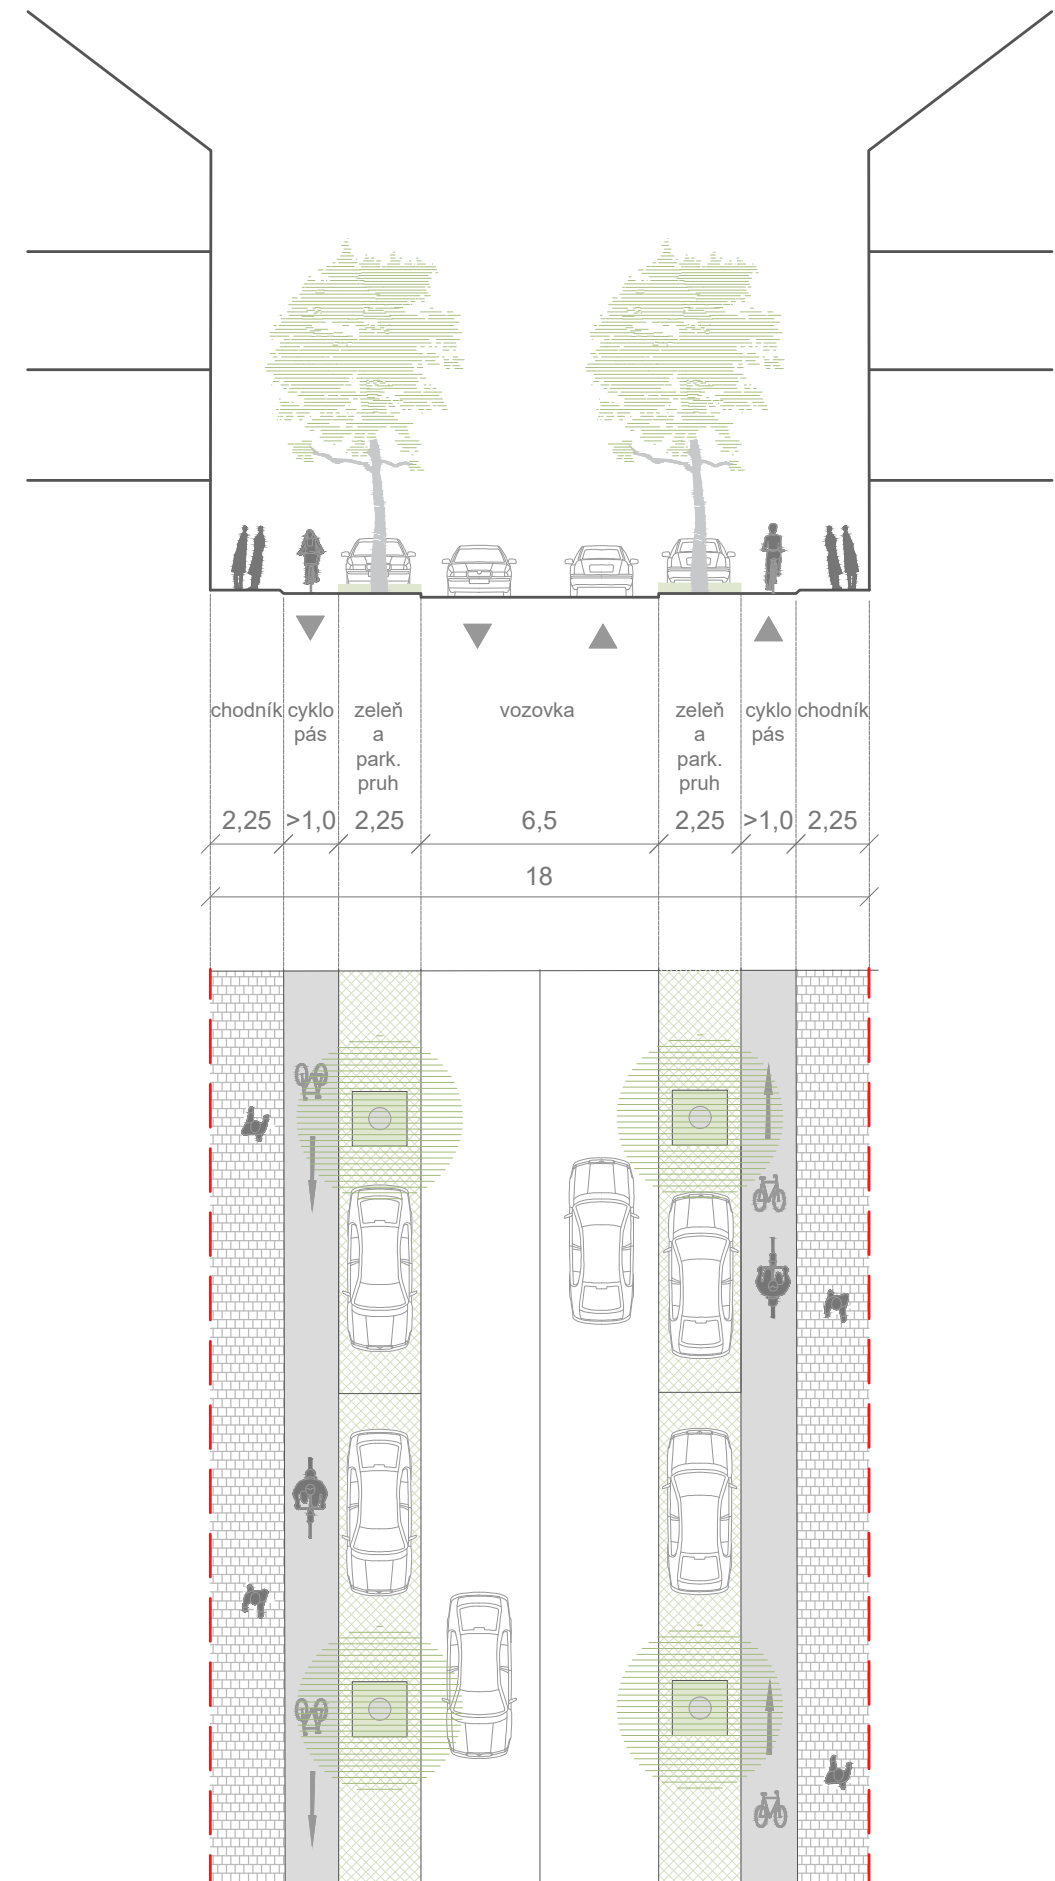 chodník
cyklo
pás
zeleň
a
park.
pruh
vozovka
zeleň
a
park.
pruh
cyklo
pás
chodník
2,25
>1,0
2,25
6,5
2,25
>1,0
2,25
18